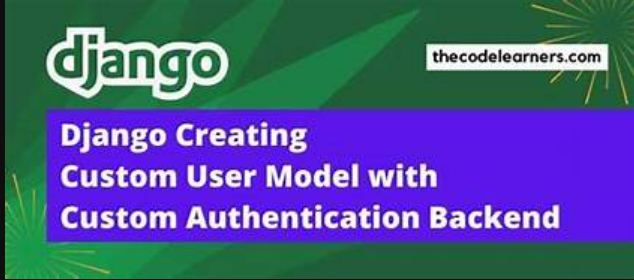 django
thecodelearners.com
Django Creating
Custom User Model with
Custom Authentication Backend